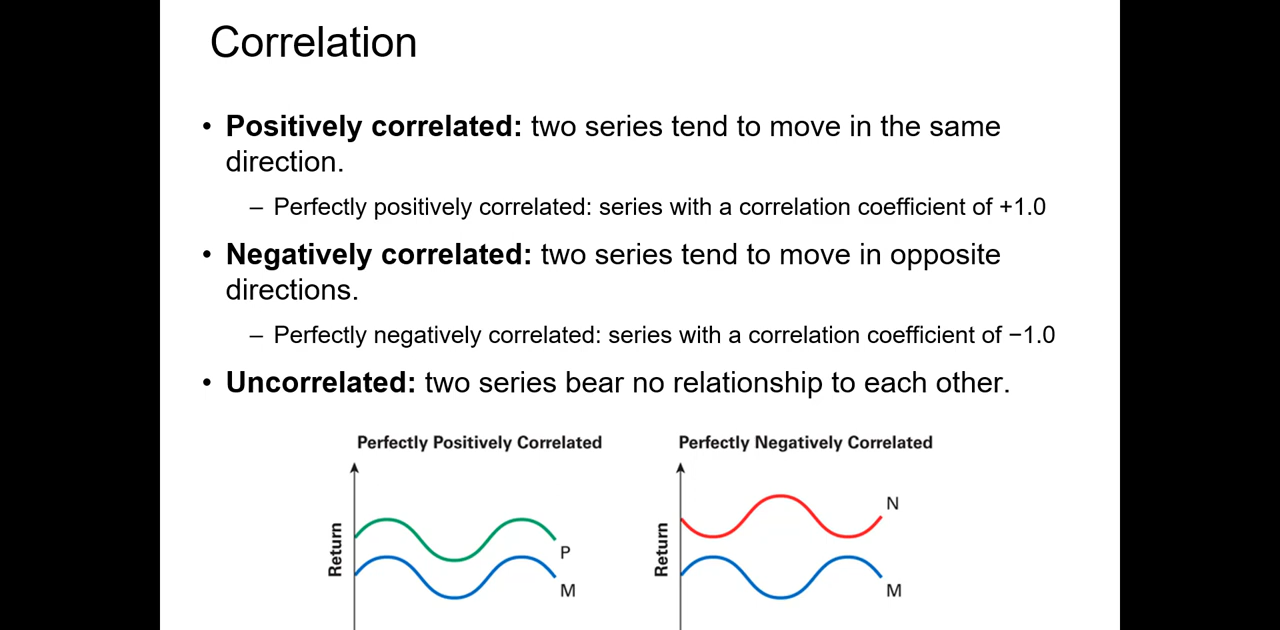 Correlation
• Positively correlated: two series tend to move in the same
direction.
– Perfectly positively correlated: series with a correlation coefficient of +1.0
• Negatively correlated: two series tend to move in opposite
directions.
– Perfectly negatively correlated: series with a correlation coefficient of −1.0
• Uncorrelated: two series bear no relationship to each other.
Perfectly Positively Correlated
Return
P
M
Perfectly Negatively Correlated
Return
N
M